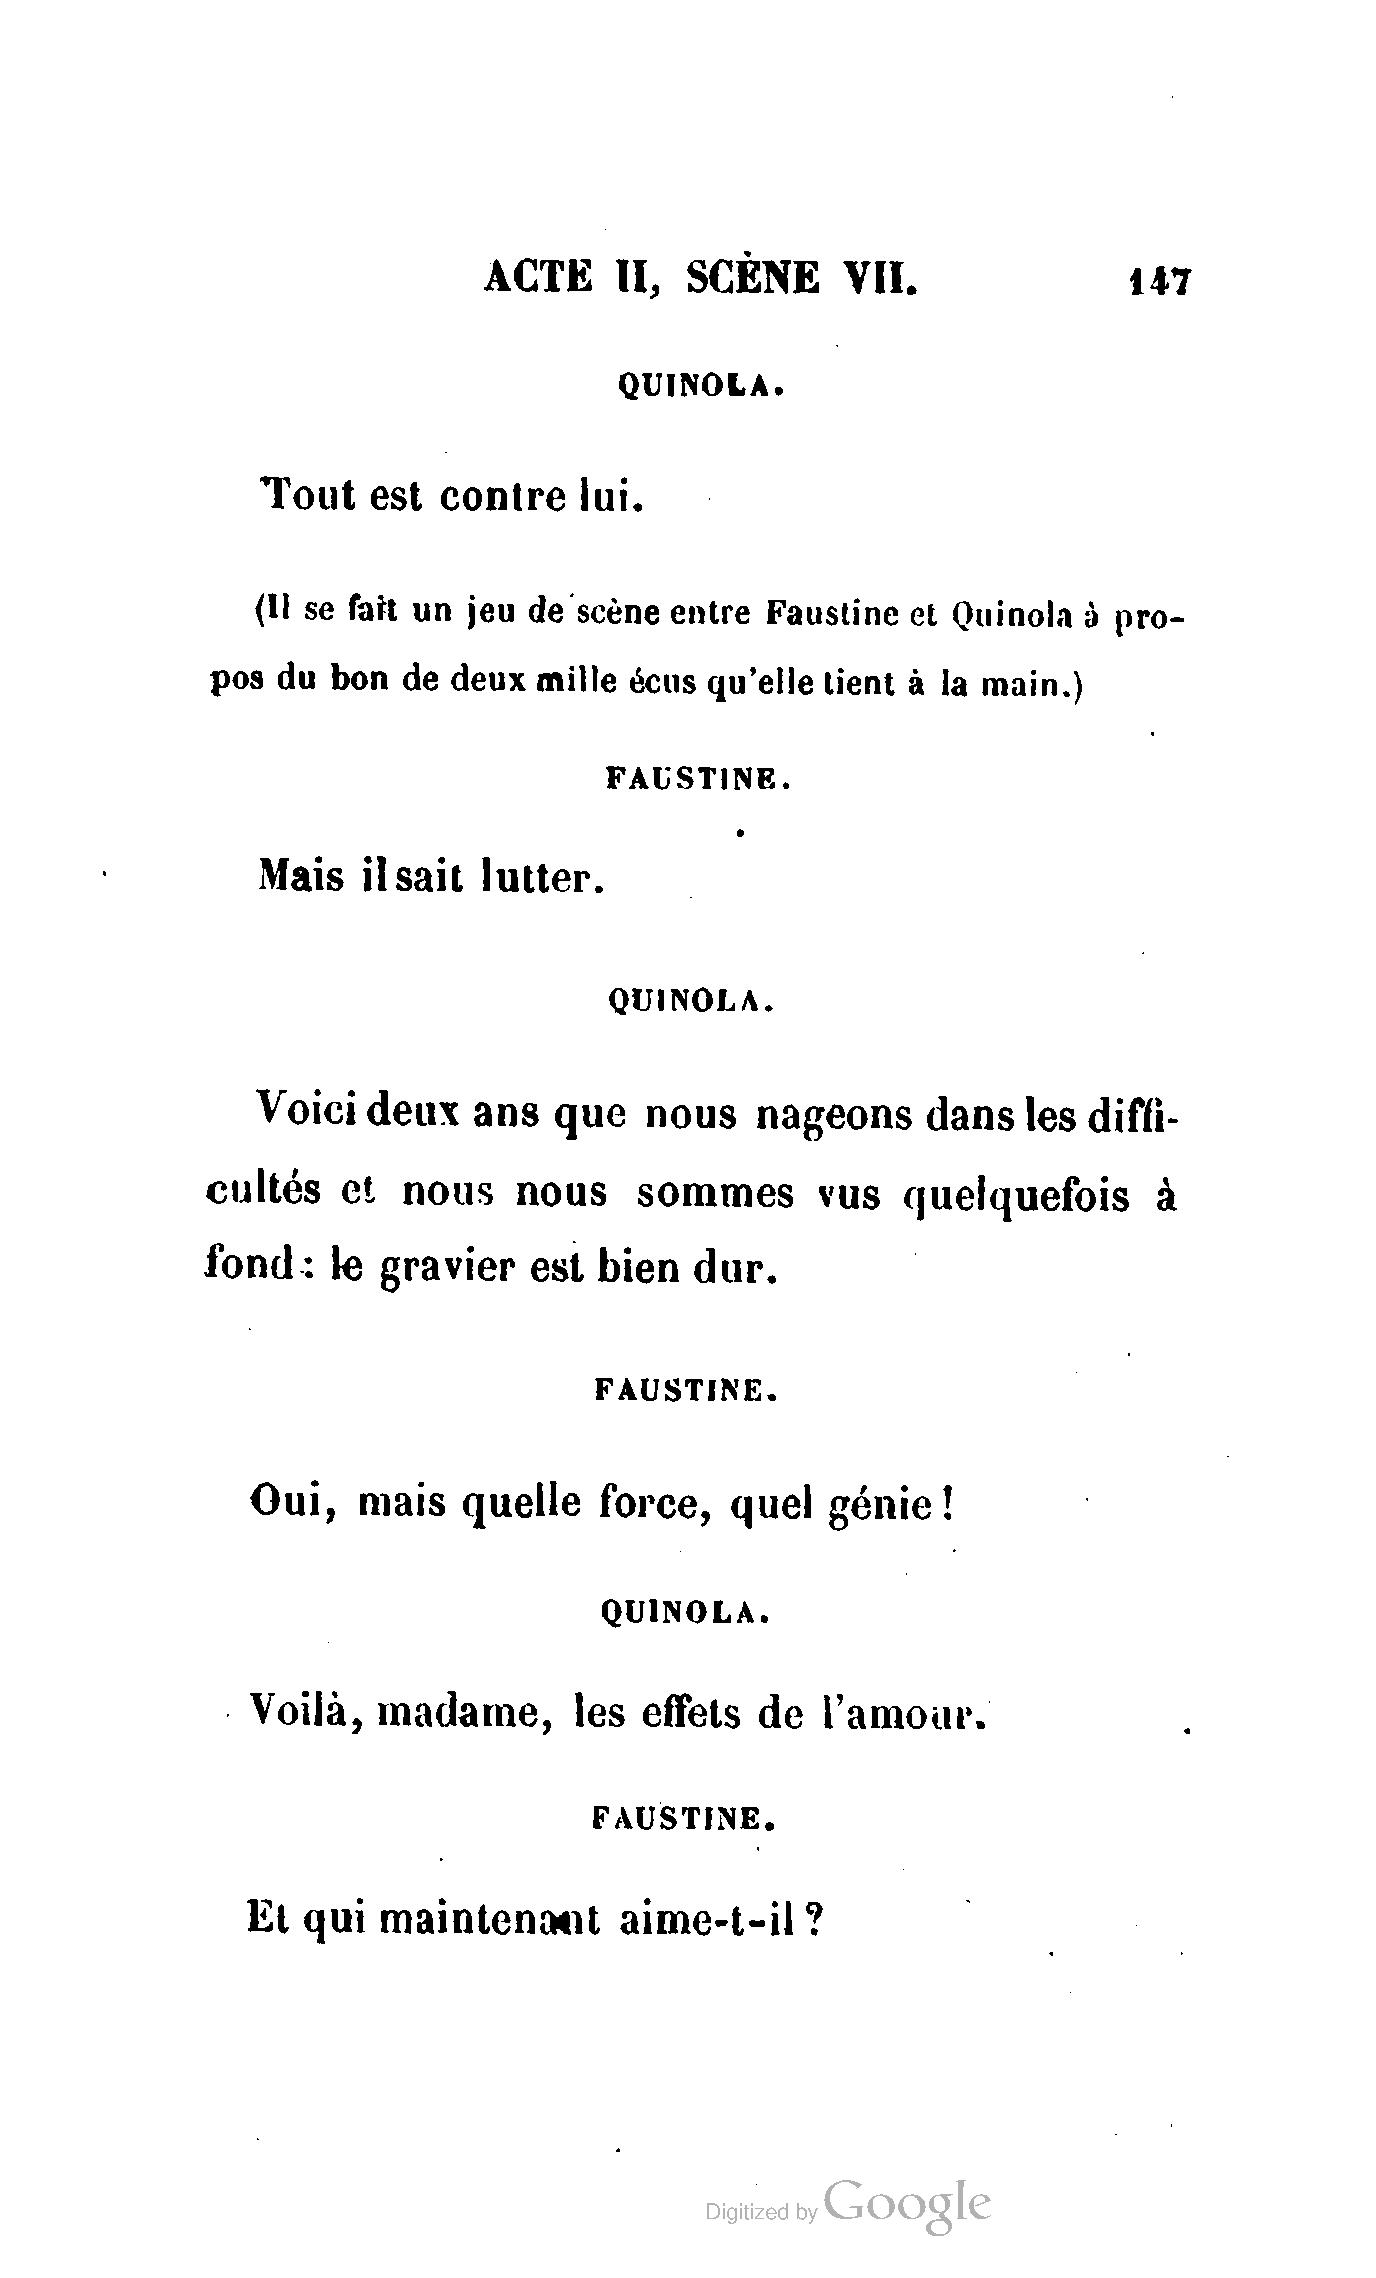 ACTE II, SCÈNE VII. 147
QUINOLA.
Tout est contre lui.
(Il se fait un jeu de scène entre Faustine et Quinola à pro-
pos du bon de deux mille écus qu'elle tient à la main.)
FAUSTINE.
Mais il sait lutter.
QUINOLA.
Voici deux ans que nous nageons dans les diffi-
cultés et nous nous sommes vus quelquefois à
fond : le gravier est bien dur.
FAUSTINE.
Oui, mais quelle force, quel génie !
QUINOLA.
Voilà, madame, les effets de l'amour.
FAUSTINE.
Et qui maintenant aime-t-il ?
Digitized by Google